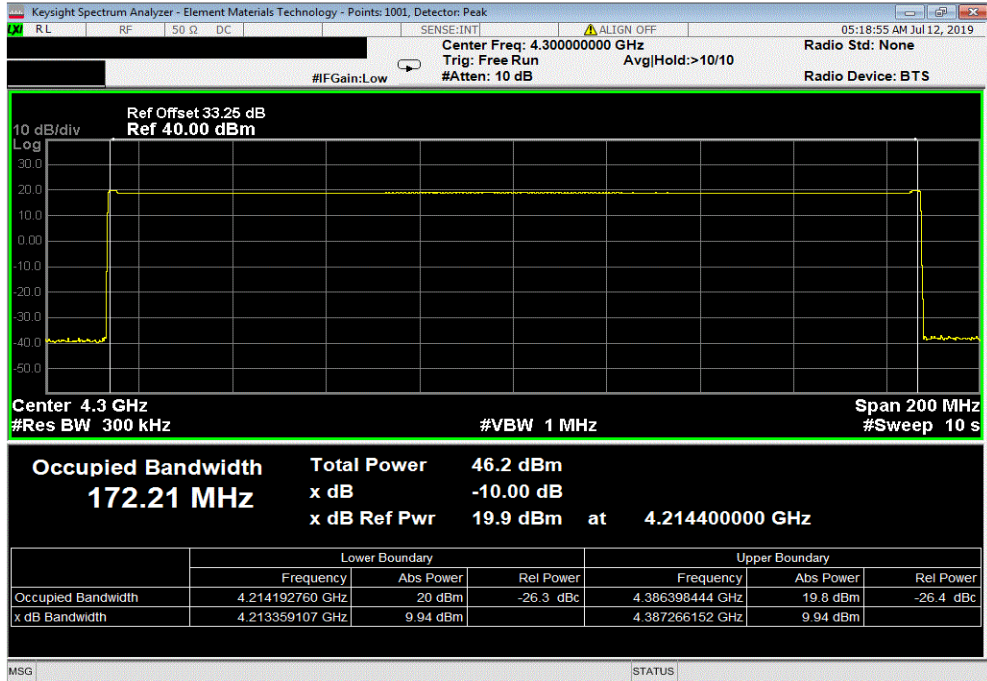 Keysight Spectrum Analyzer - Element Materials Technology - Points: 1001, Detector: Peak
LXI RL RF 50 Ω DC SENSE:INT ALIGN OFF 05:18:55 AM Jul 12, 2019
Center Freq: 4.300000000 GHz Radio Std: None
Trig: Free Run Avg|Hold:>10/10
#IFGain:Low #Atten: 10 dB Radio Device: BTS
Ref Offset 33.25 dB
10 dB/div Ref 40.00 dBm
Log
30.0
20.0
10.0
0.00
-10.0
-20.0
-30.0
-40.0
-50.0
Center 4.3 GHz Span 200 MHz
#Res BW 300 kHz #VBW 1 MHz #Sweep 10 s
Occupied Bandwidth Total Power 46.2 dBm
172.21 MHz x dB -10.00 dB
x dB Ref Pwr 19.9 dBm at 4.214400000 GHz
Lower Boundary Upper Boundary
Frequency Abs Power Rel Power Frequency Abs Power Rel Power
Occupied Bandwidth 4.214192760 GHz 20 dBm -26.3 dBc 4.386398444 GHz 19.8 dBm -26.4 dBc
x dB Bandwidth 4.213359107 GHz 9.94 dBm 4.387266152 GHz 9.94 dBm
MSG STATUS